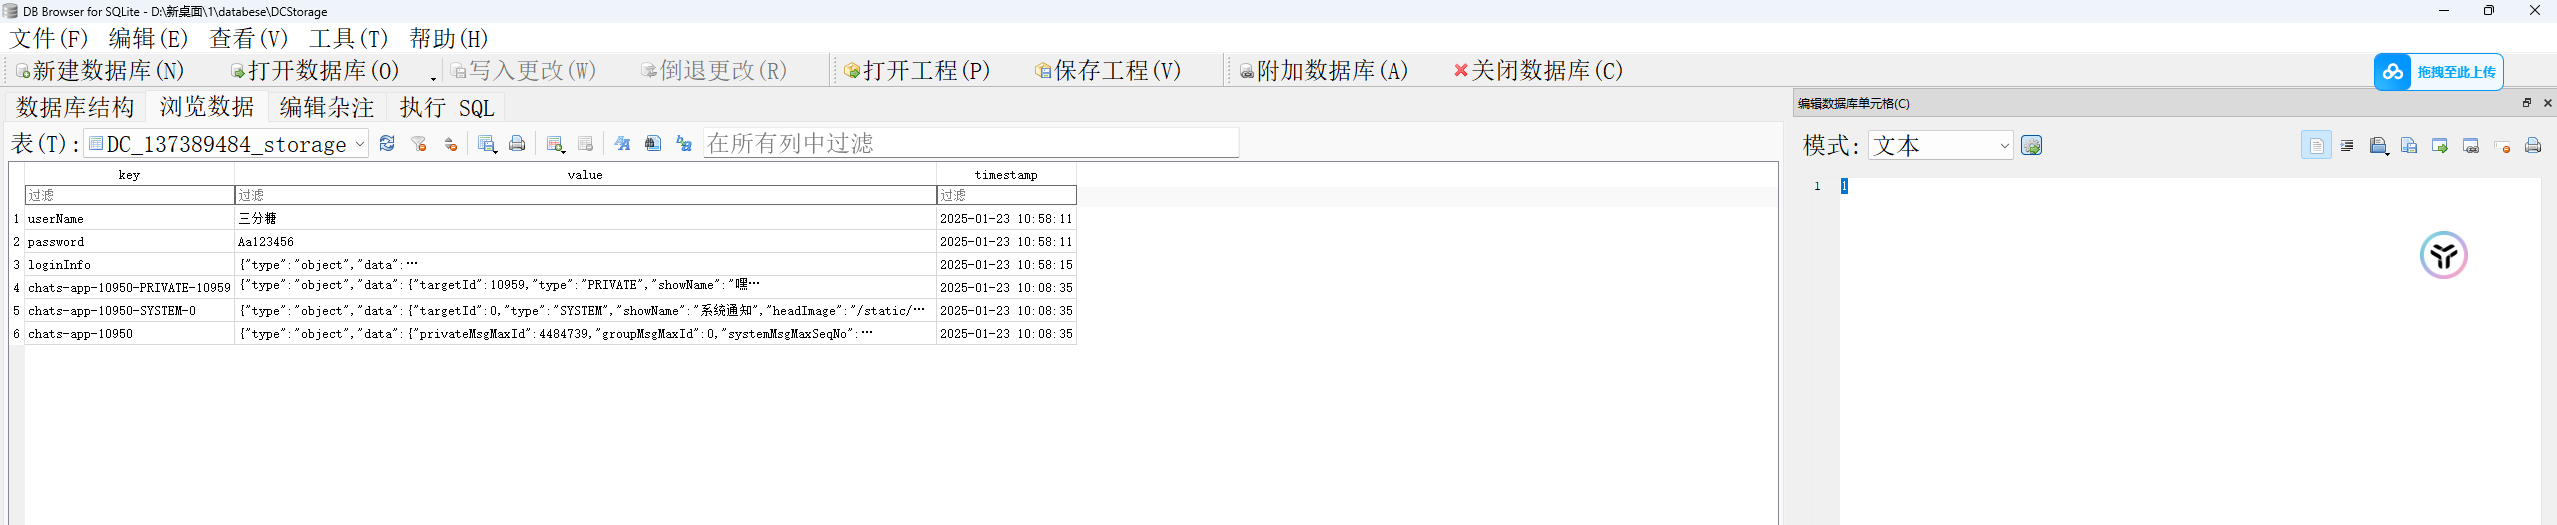 DB Browser for SQLite - D:\新桌面\1\databese\DCStorage
文件(F) 编辑(E) 查看(V) 工具(T) 帮助(H)
新建数据库(N) 打开数据库(O) 写入更改(W) 倒退更改(R) 打开工程(P) 保存工程(V) 附加数据库(A) 关闭数据库(C)
拖拽至此上传
数据库结构 浏览数据 编辑杂注 执行 SQL
编辑数据库单元格(C)
表(T): DC_137389484_storage 在所有列中过滤
模式: 文本
key value timestamp
过滤 过滤 过滤
1 userName 三分糖 2025-01-23 10:58:11
2 password Aa123456 2025-01-23 10:58:11
3 loginInfo {"type":"object","data":… 2025-01-23 10:58:15
4 chats-app-10950-PRIVATE-10959 {"type":"object","data":{"targetId":10959,"type":"PRIVATE","showName":"嘿… 2025-01-23 10:08:35
5 chats-app-10950-SYSTEM-0 {"type":"object","data":{"targetId":0,"type":"SYSTEM","showName":"系统通知","headImage":"/static/… 2025-01-23 10:08:35
6 chats-app-10950 {"type":"object","data":{"privateMsgMaxId":4484739,"groupMsgMaxId":0,"systemMsgMaxSeqNo":… 2025-01-23 10:08:35
1 1